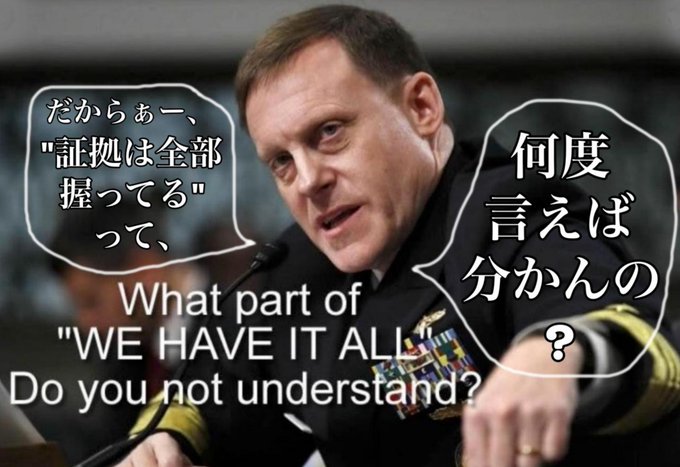 だからぁー、
"証拠は全部
握ってる"
って、
何度
言えば
分かんの
?
What part of
"WE HAVE IT ALL"
Do you not understand?